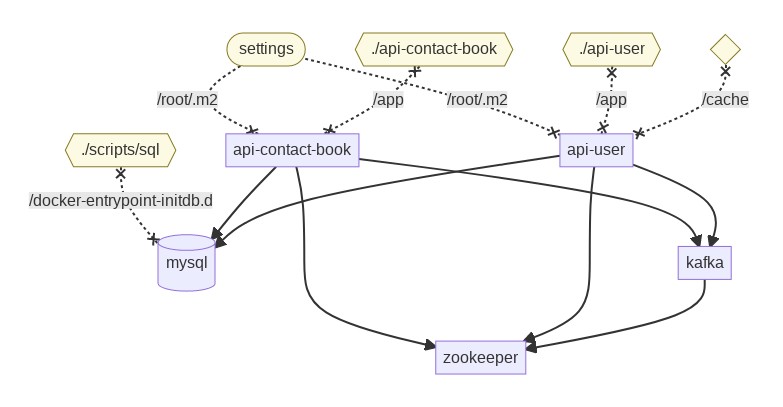 settings
./api-contact-book
./api-user
/root/.m2
/app
/root/.m2
/app
/cache
./scripts/sql
api-contact-book
api-user
/docker-entrypoint-initdb.d
mysql
kafka
zookeeper